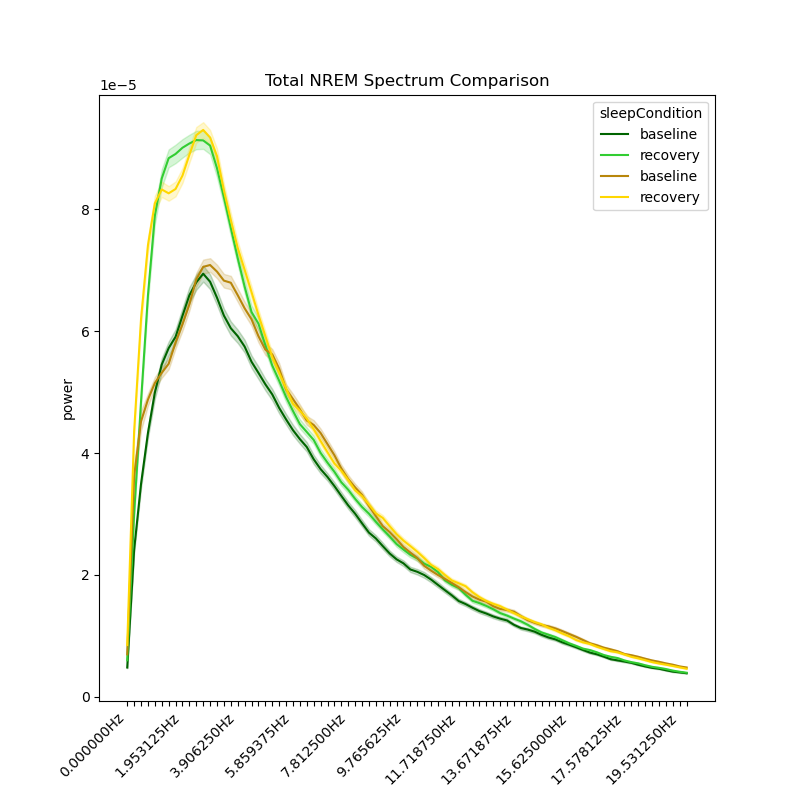 Total NREM Spectrum Comparison
1e−5
sleepCondition
baseline
recovery
baseline
recovery
8
6
4
2
0
power
0.000000Hz
1.953125Hz
3.906250Hz
5.859375Hz
7.812500Hz
9.765625Hz
11.718750Hz
13.671875Hz
15.625000Hz
17.578125Hz
19.531250Hz